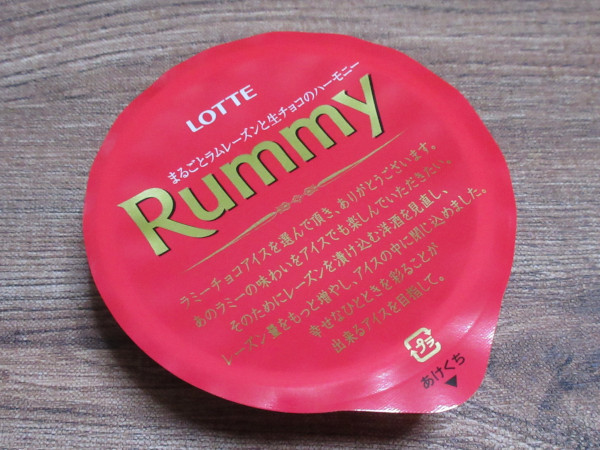 LOTTE
まるごとラムレーズンと生チョコのハーモニー
Rummy
ラミーチョコアイスを選んで頂き、ありがとうございます。
あのラミーの味わいをアイスでも楽しんでいただきたい。
そのためにレーズンを漬け込む洋酒を見直し、
レーズン量をもっと増やし、アイスの中に閉じ込めました。
幸せなひとときを彩ることが
出来るアイスを目指して。
プラ
あけくち